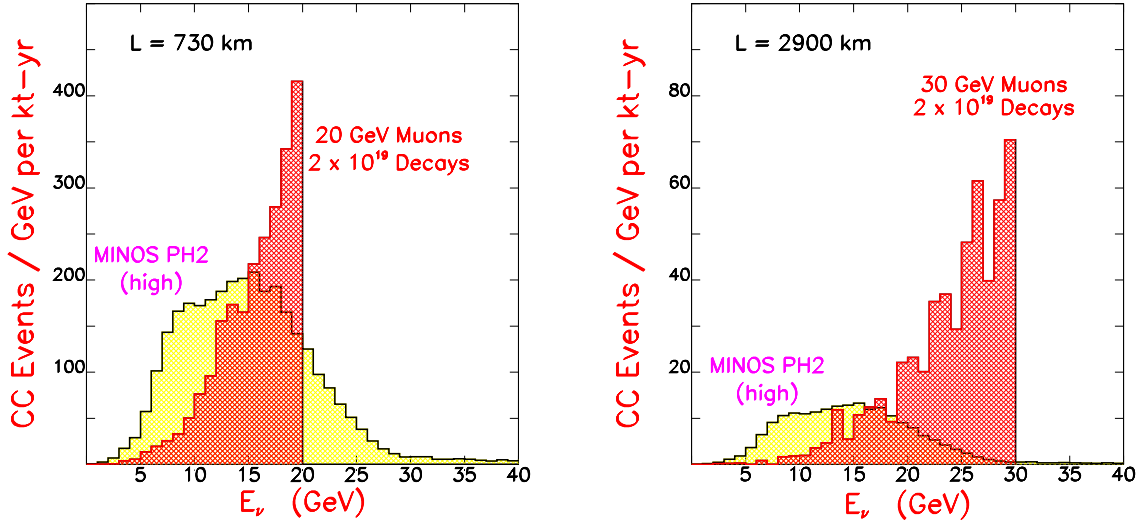 L = 730 km
CC Events / GeV per kt-yr
400
300
200
100
20 GeV Muons
2 x 10¹⁹ Decays
MINOS PH2
(high)
5 10 15 20 25 30 35 40
Eᵥ (GeV)
L = 2900 km
CC Events / GeV per kt-yr
80
60
40
20
30 GeV Muons
2 x 10¹⁹ Decays
MINOS PH2
(high)
5 10 15 20 25 30 35 40
Eᵥ (GeV)